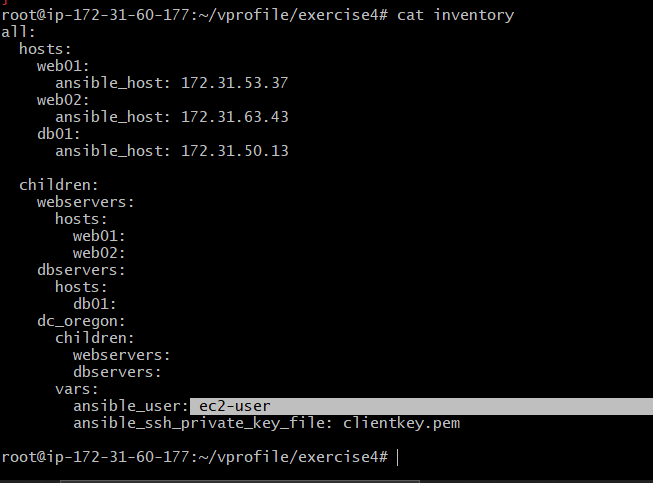 root@ip-172-31-60-177:~/vprofile/exercise4# cat inventory
all:
  hosts:
    web01:
      ansible_host: 172.31.53.37
    web02:
      ansible_host: 172.31.63.43
    db01:
      ansible_host: 172.31.50.13

  children:
    webservers:
      hosts:
        web01:
        web02:
    dbservers:
      hosts:
        db01:
    dc_oregon:
      children:
        webservers:
        dbservers:
      vars:
        ansible_user: ec2-user
        ansible_ssh_private_key_file: clientkey.pem

root@ip-172-31-60-177:~/vprofile/exercise4#